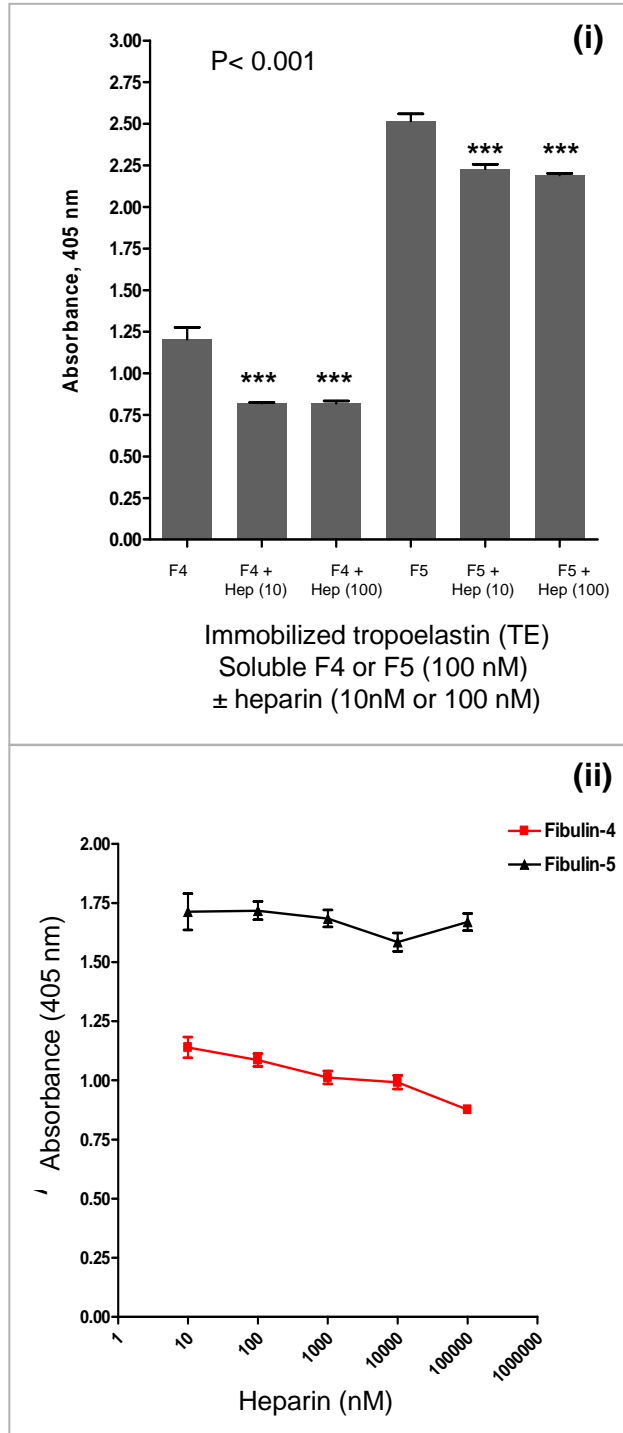 (i)
P< 0.001
3.00
2.75
2.50
2.25
2.00
1.75
1.50
1.25
1.00
0.75
0.50
0.25
0.00
Absorbance, 405 nm
*** ***
*** ***
F4 F4 + F4 + F5 F5 + F5 +
Hep (10) Hep (100) Hep (10) Hep (100)
Immobilized tropoelastin (TE)
Soluble F4 or F5 (100 nM)
± heparin (10nM or 100 nM)
(ii)
Fibulin-4
Fibulin-5
2.00
1.75
1.50
1.25
1.00
0.75
0.50
0.25
0.00
Absorbance (405 nm)
1 10 100 1000 10000 100000 1000000
Heparin (nM)